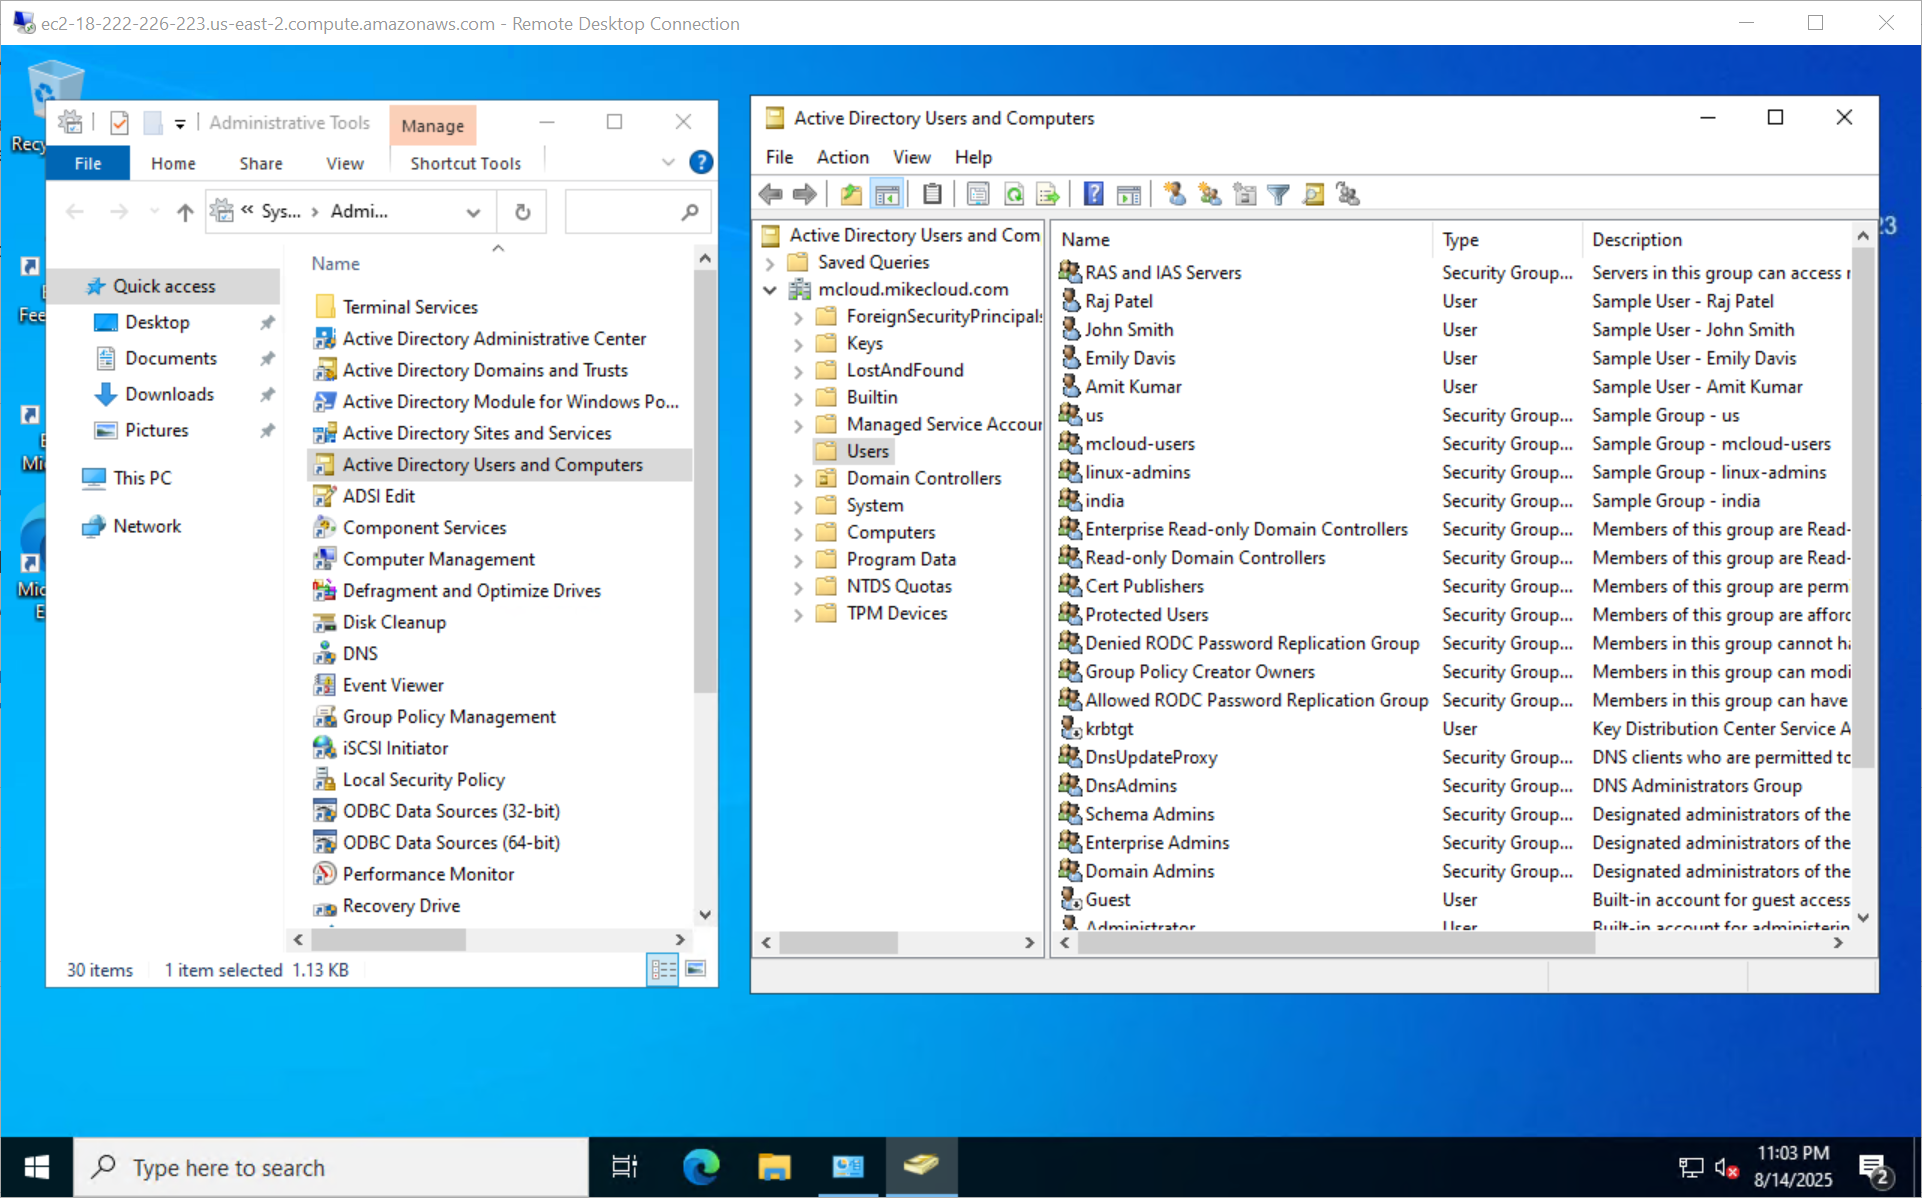 ec2-18-222-226-223.us-east-2.compute.amazonaws.com - Remote Desktop Connection
Recy
Fee
Mi
Mic
E
23
Administrative Tools
Manage
File
Home
Share
View
Shortcut Tools
« Sys... › Admi...
Quick access
Desktop
Documents
Downloads
Pictures
This PC
Network
Name
Terminal Services
Active Directory Administrative Center
Active Directory Domains and Trusts
Active Directory Module for Windows Po...
Active Directory Sites and Services
Active Directory Users and Computers
ADSI Edit
Component Services
Computer Management
Defragment and Optimize Drives
Disk Cleanup
DNS
Event Viewer
Group Policy Management
iSCSI Initiator
Local Security Policy
ODBC Data Sources (32-bit)
ODBC Data Sources (64-bit)
Performance Monitor
Recovery Drive
30 items
1 item selected 1.13 KB
Active Directory Users and Computers
File
Action
View
Help
Active Directory Users and Com
Saved Queries
mcloud.mikecloud.com
ForeignSecurityPrincipals
Keys
LostAndFound
Builtin
Managed Service Accour
Users
Domain Controllers
System
Computers
Program Data
NTDS Quotas
TPM Devices
Name Type Description
RAS and IAS Servers Security Group... Servers in this group can access r
Raj Patel User Sample User - Raj Patel
John Smith User Sample User - John Smith
Emily Davis User Sample User - Emily Davis
Amit Kumar User Sample User - Amit Kumar
us Security Group... Sample Group - us
mcloud-users Security Group... Sample Group - mcloud-users
linux-admins Security Group... Sample Group - linux-admins
india Security Group... Sample Group - india
Enterprise Read-only Domain Controllers Security Group... Members of this group are Read-
Read-only Domain Controllers Security Group... Members of this group are Read-
Cert Publishers Security Group... Members of this group are perm
Protected Users Security Group... Members of this group are afforc
Denied RODC Password Replication Group Security Group... Members in this group cannot ha
Group Policy Creator Owners Security Group... Members in this group can modi
Allowed RODC Password Replication Group Security Group... Members in this group can have
krbtgt User Key Distribution Center Service A
DnsUpdateProxy Security Group... DNS clients who are permitted to
DnsAdmins Security Group... DNS Administrators Group
Schema Admins Security Group... Designated administrators of the
Enterprise Admins Security Group... Designated administrators of the
Domain Admins Security Group... Designated administrators of the
Guest User Built-in account for guest access
Administrator User Built-in account for administerin
Type here to search
11:03 PM
8/14/2025
2